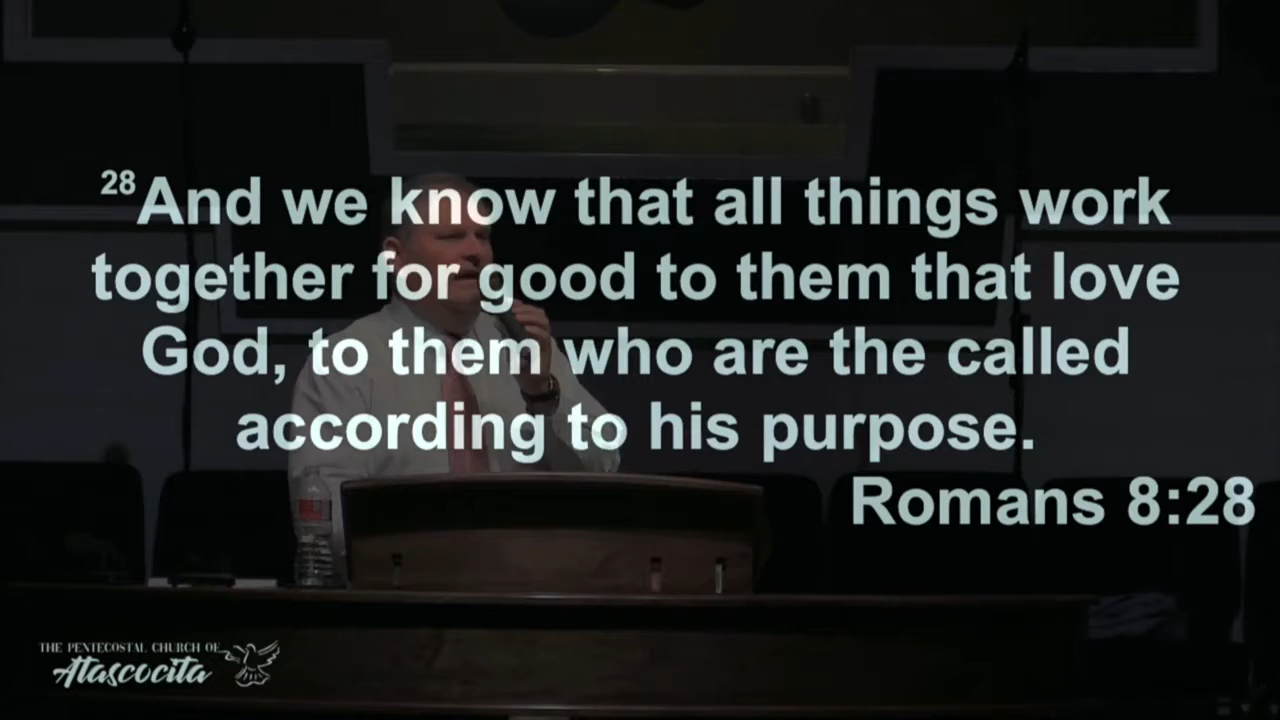 28 And we know that all things work
together for good to them that love
God, to them who are the called
according to his purpose.
Romans 8:28
THE PENTECOSTAL CHURCH OF
Atascocita